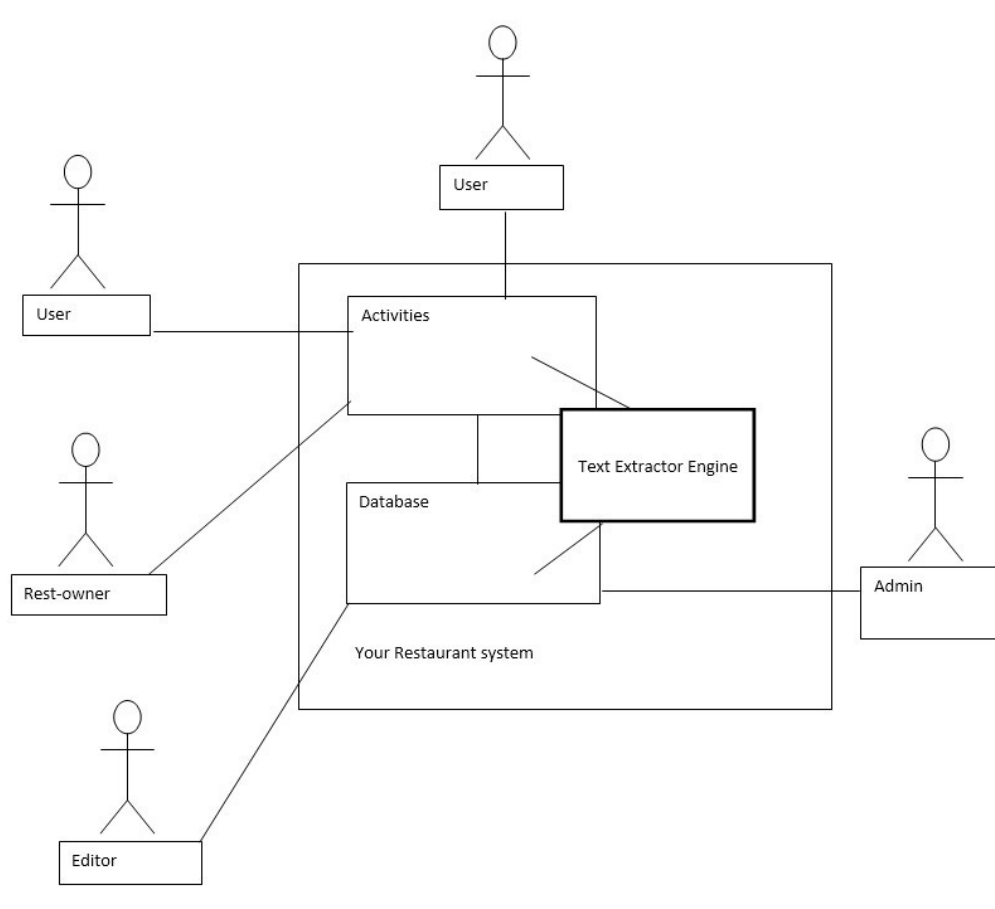 User
User
Activities
Text Extractor Engine
Database
Rest-owner
Admin
Your Restaurant system
Editor